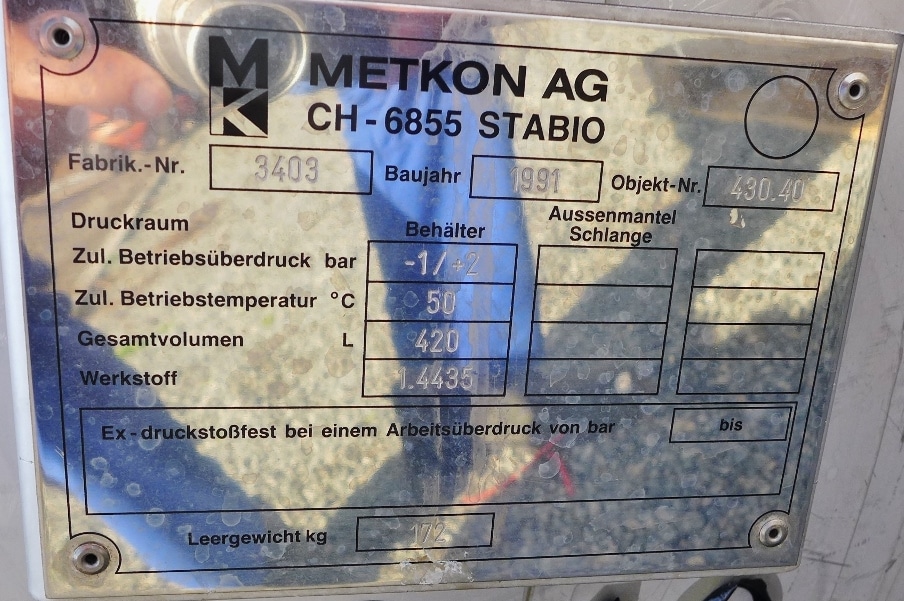 MK METKON AG
CH-6855 STABIO
Fabrik.-Nr. 3403 Baujahr 1991 Objekt-Nr. 430.40
Druckraum Behälter Aussenmantel Schlange
Zul. Betriebsüberdruck bar -1/+2
Zul. Betriebstemperatur °C 50
Gesamtvolumen L 420
Werkstoff 1.4435
Ex-druckstoßfest bei einem Arbeitsüberdruck von bar bis
Leergewicht kg 172